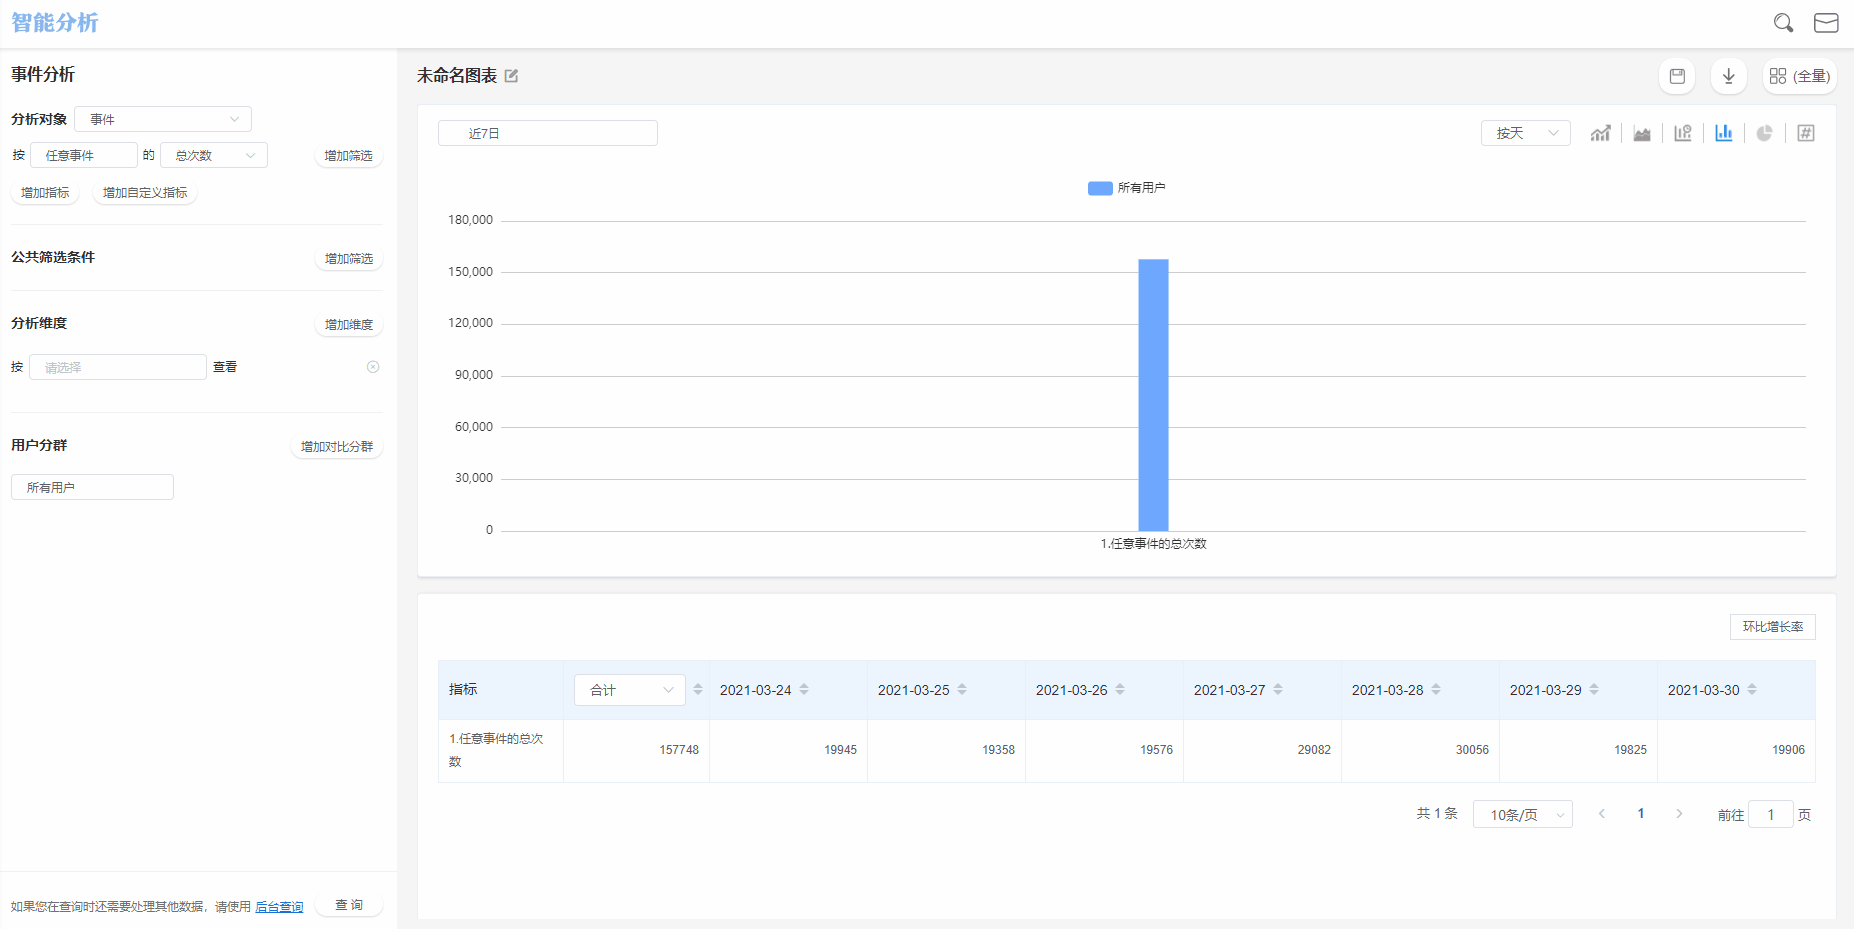 智能分析
事件分析
分析对象 事件
按 任意事件 的 总次数 增加筛选
增加指标 增加自定义指标
公共筛选条件 增加筛选
分析维度 增加维度
按 请选择 查看
用户分群 增加对比分群
所有用户
如果您在查询时还需要处理其他数据，请使用 后台查询 查 询
未命名图表 (全量)
近7日 按天
所有用户
180,000
150,000
120,000
90,000
60,000
30,000
0
1.任意事件的总次数
环比增长率
指标 合计 2021-03-24 2021-03-25 2021-03-26 2021-03-27 2021-03-28 2021-03-29 2021-03-30
1.任意事件的总次
数 157748 19945 19358 19576 29082 30056 19825 19906
共 1 条 10条/页 1 前往 1 页